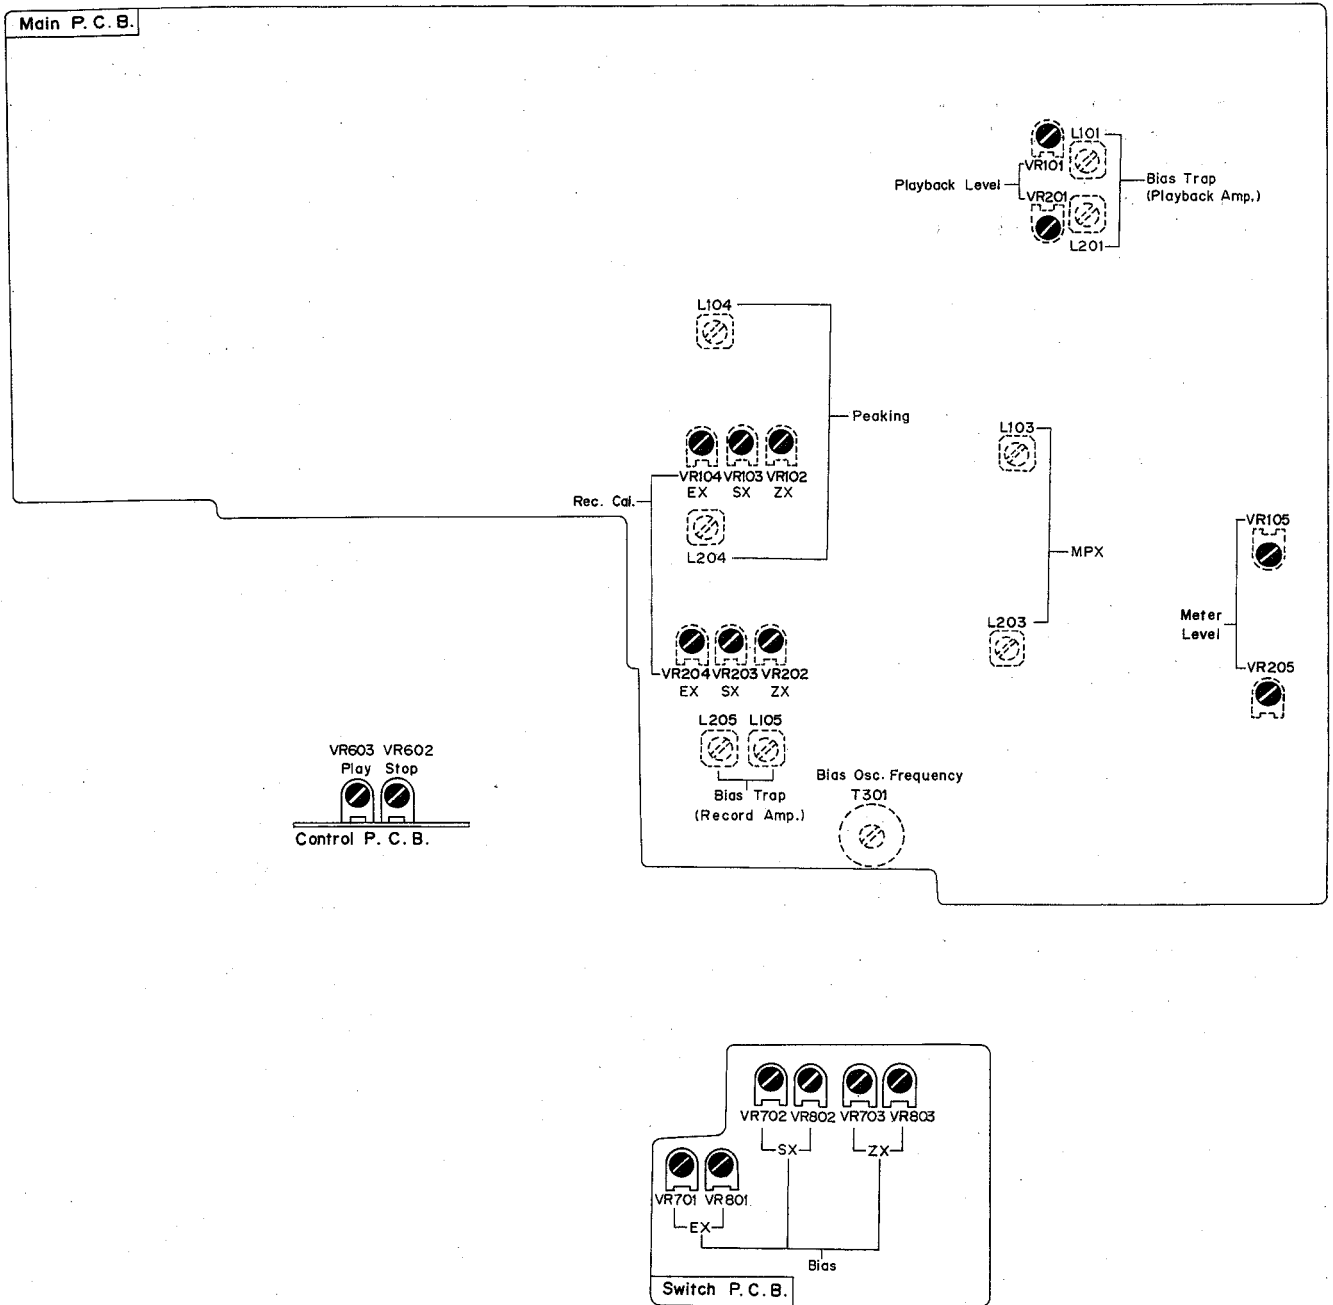 Main P. C. B.
L101
VR101
Playback Level
Bias Trap
(Playback Amp.)
VR201
L201
L104
Peaking
L103
VR104 VR103 VR102
EX SX ZX
Rec. Cal.
VR105
L204
MPX
Meter
Level
L203
VR204 VR203 VR202
EX SX ZX
VR205
L205 L105
VR603 VR602
Play Stop
Bias Osc. Frequency
T301
Bias Trap
(Record Amp.)
Control P. C. B.
VR702 VR802 VR703 VR803
SX ZX
VR701 VR801
EX
Bias
Switch P. C. B.